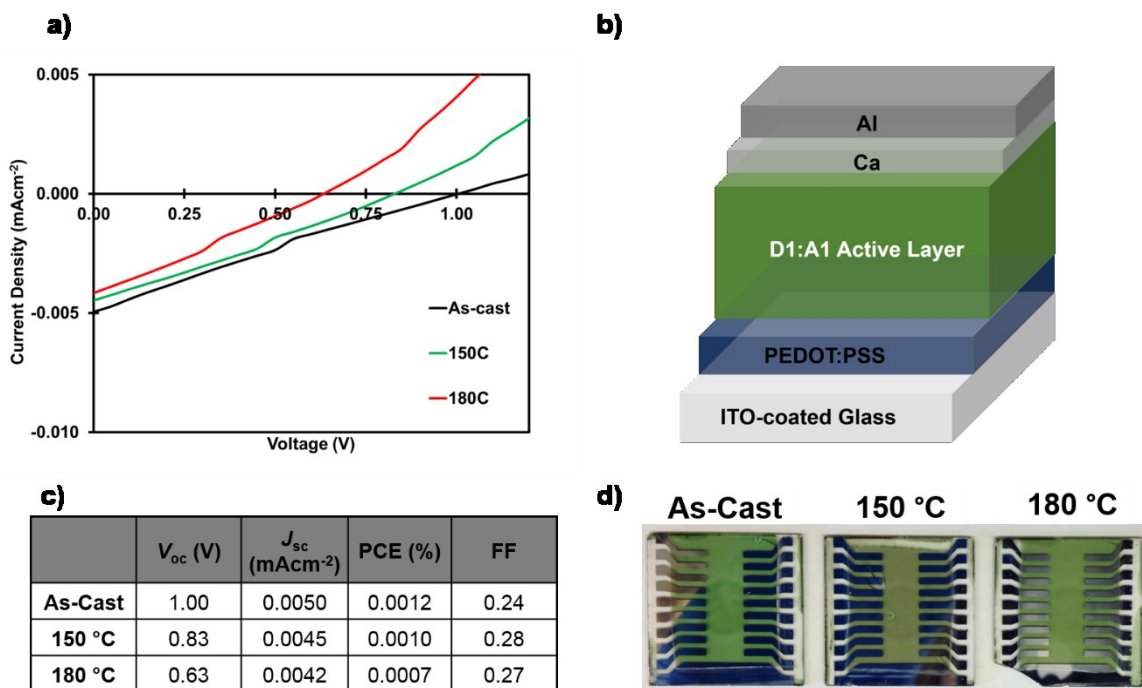 a)
0.005
0.000
-0.005
-0.010
Current Density (mAcm-2)
0.00 0.25 0.50 0.75 1.00
Voltage (V)
As-cast
150C
180C
b)
Al
Ca
D1:A1 Active Layer
PEDOT:PSS
ITO-coated Glass
c)
Voc (V) Jsc (mAcm-2) PCE (%) FF
As-Cast 1.00 0.0050 0.0012 0.24
150 °C 0.83 0.0045 0.0010 0.28
180 °C 0.63 0.0042 0.0007 0.27
d)
As-Cast 150 °C 180 °C